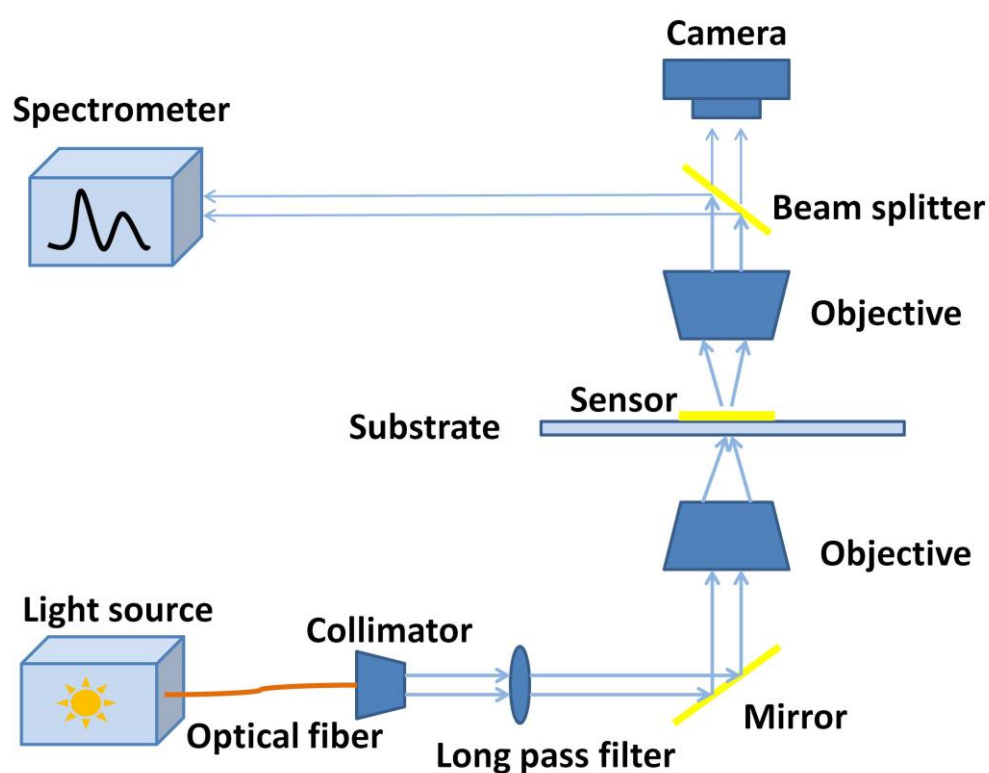 Camera
Spectrometer
Beam splitter
Objective
Sensor
Substrate
Objective
Light source
Collimator
Mirror
Optical fiber
Long pass filter